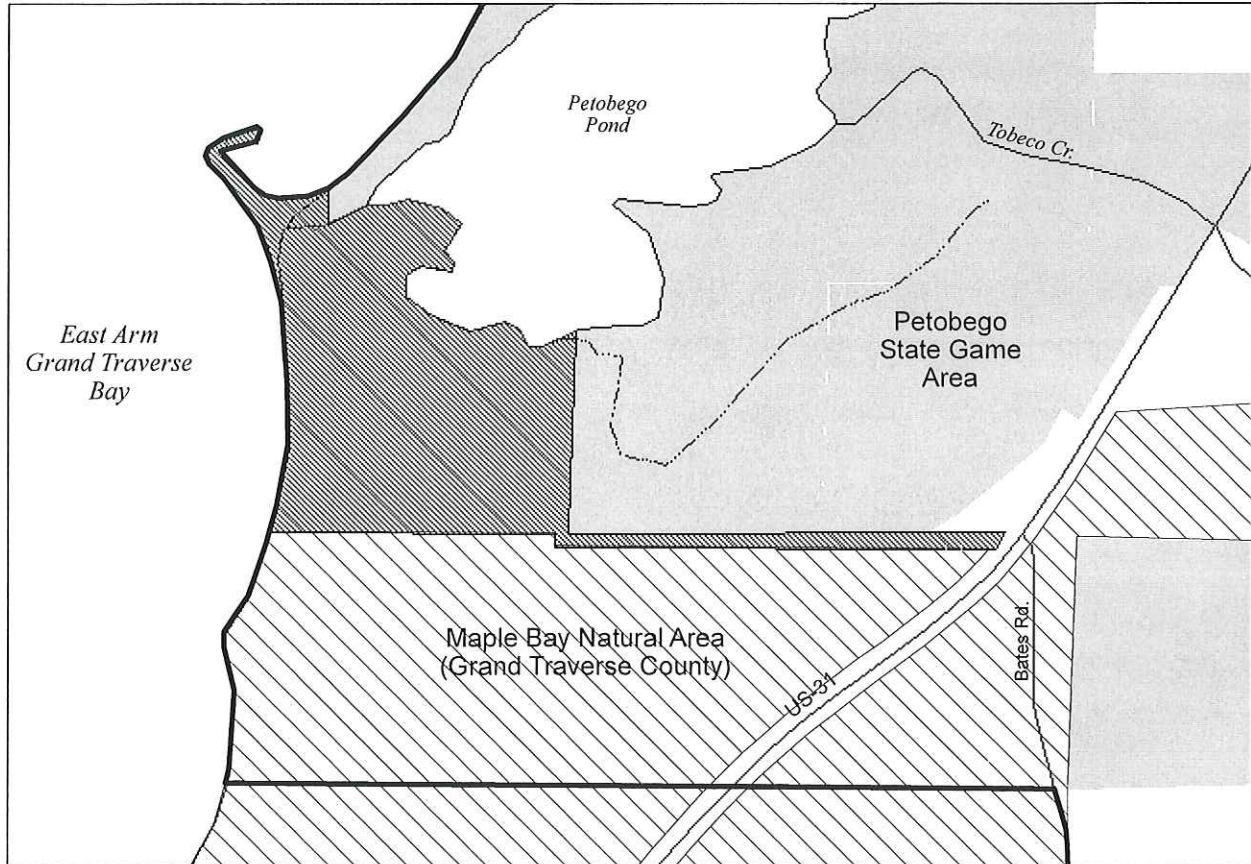 Petobego
Pond
Tobeco Cr.
East Arm
Grand Traverse
Bay
Petobego
State Game
Area
Maple Bay Natural Area
(Grand Traverse County)
US-31
Bates Rd.